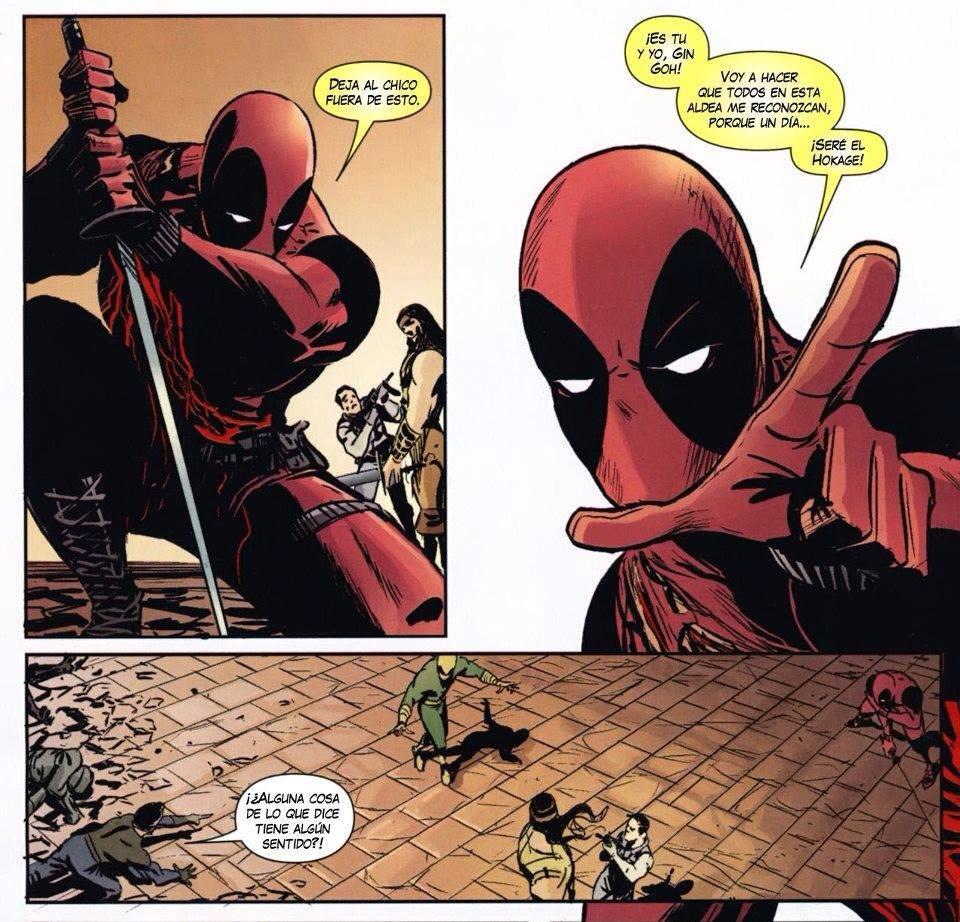 DEJA AL CHICO
FUERA DE ESTO.
¡ES TU
Y YO, GIN
GOH!
VOY A HACER
QUE TODOS EN ESTA
ALDEA ME RECONOZCAN,
PORQUE UN DÍA...
¡SERÉ EL
HOKAGE!
¡¿ALGUNA COSA
DE LO QUE DICE
TIENE ALGÚN
SENTIDO?!